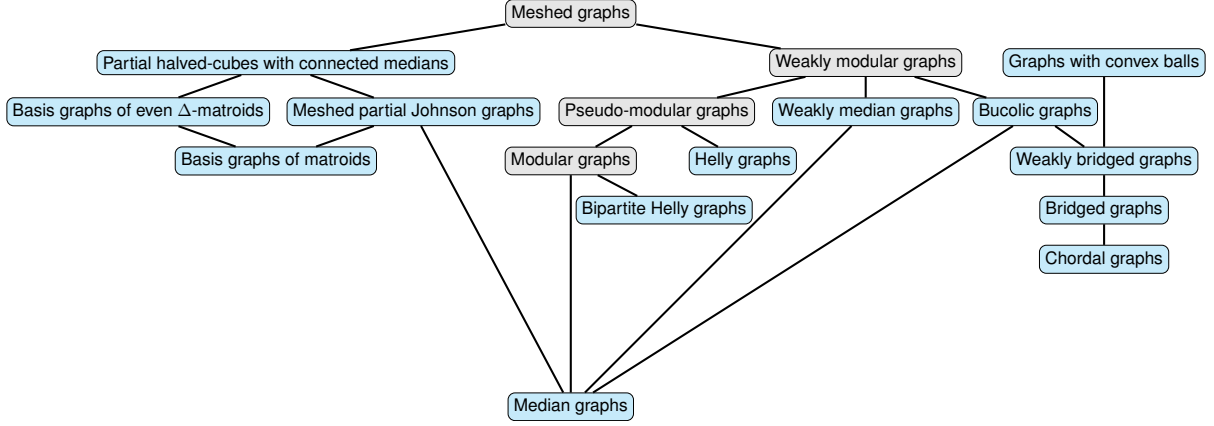 Meshed graphs
Partial halved-cubes with connected medians
Weakly modular graphs
Graphs with convex balls
Basis graphs of even Δ-matroids
Meshed partial Johnson graphs
Pseudo-modular graphs
Weakly median graphs
Bucolic graphs
Basis graphs of matroids
Modular graphs
Helly graphs
Weakly bridged graphs
Bipartite Helly graphs
Bridged graphs
Chordal graphs
Median graphs